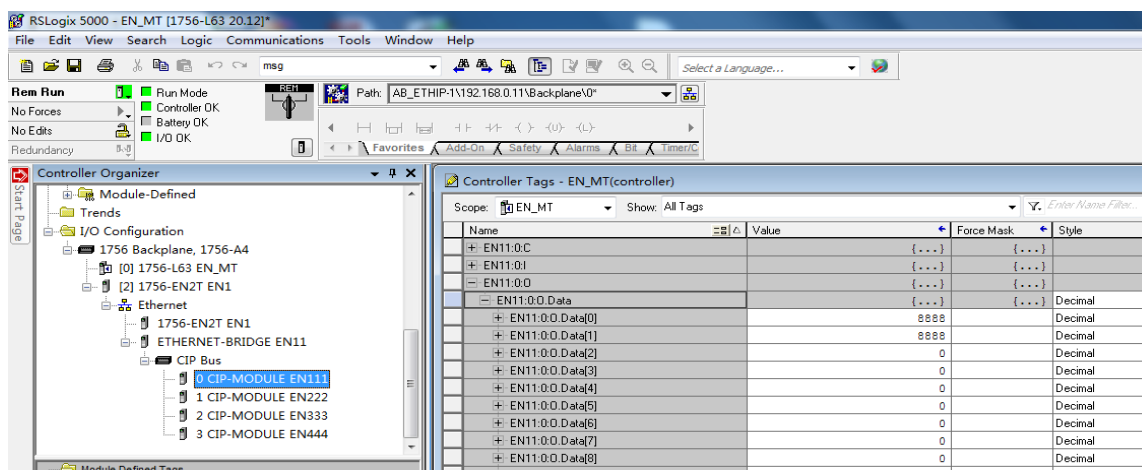 RSLogix 5000 - EN_MT [1756-L63 20.12]*
File Edit View Search Logic Communications Tools Window Help
msg
Select a Language...
Rem Run
Run Mode
REM
Path: AB_ETHIP-1\192.168.0.11\Backplane\0*
No Forces
Controller OK
No Edits
Battery OK
I/O OK
Redundancy
Favorites Add-On Safety Alarms Bit Timer/C
Start Page
Controller Organizer
Module-Defined
Trends
I/O Configuration
1756 Backplane, 1756-A4
[0] 1756-L63 EN_MT
[2] 1756-EN2T EN1
Ethernet
1756-EN2T EN1
ETHERNET-BRIDGE EN11
CIP Bus
0 CIP-MODULE EN111
1 CIP-MODULE EN222
2 CIP-MODULE EN333
3 CIP-MODULE EN444
Module Defined Tags
Controller Tags - EN_MT(controller)
Scope: EN_MT Show: All Tags Enter Name Filter...
Name Value Force Mask Style
EN11:0:C {...} {...}
EN11:0:I {...} {...}
EN11:0:O {...} {...}
EN11:0:O.Data {...} {...} Decimal
EN11:0:O.Data[0] 8888 Decimal
EN11:0:O.Data[1] 8888 Decimal
EN11:0:O.Data[2] 0 Decimal
EN11:0:O.Data[3] 0 Decimal
EN11:0:O.Data[4] 0 Decimal
EN11:0:O.Data[5] 0 Decimal
EN11:0:O.Data[6] 0 Decimal
EN11:0:O.Data[7] 0 Decimal
EN11:0:O.Data[8] 0 Decimal